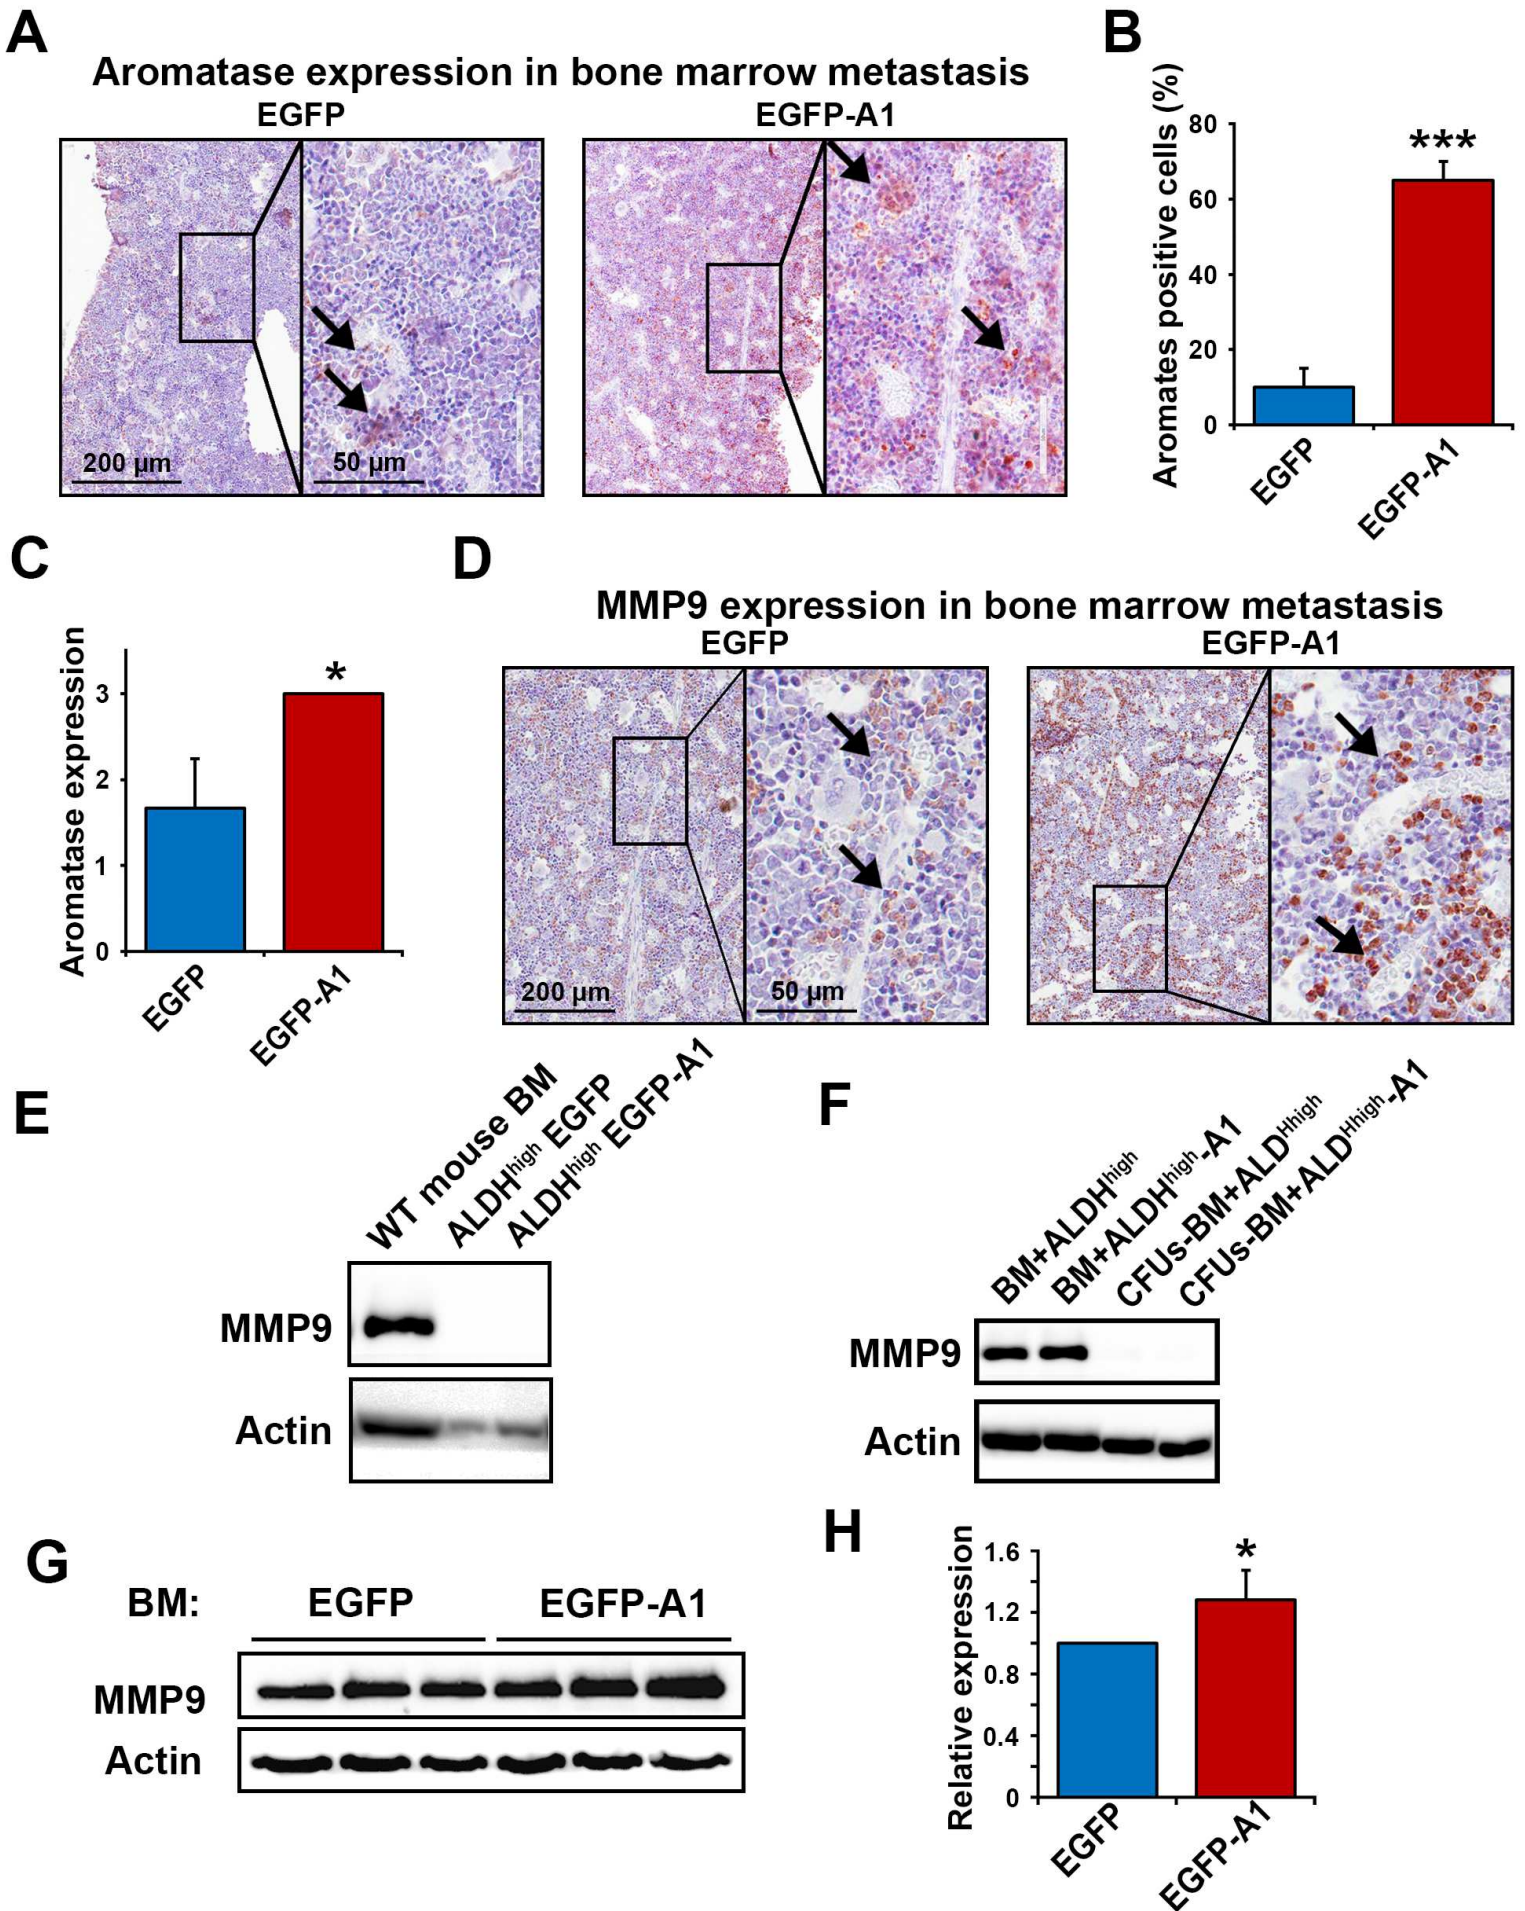 A
Aromatase expression in bone marrow metastasis
EGFP
EGFP-A1
200 µm
50 µm
B
Aromates positive cells (%)
80
60
40
20
0
***
EGFP
EGFP-A1
C
Aromatase expression
3
2
1
0
*
EGFP
EGFP-A1
D
MMP9 expression in bone marrow metastasis
EGFP
EGFP-A1
200 µm
50 µm
E
WT mouse BM
ALDHhigh EGFP
ALDHhigh EGFP-A1
MMP9
Actin
F
BM+ALDHhigh
BM+ALDHhigh-A1
CFUs-BM+ALDHhigh
CFUs-BM+ALDHhigh-A1
MMP9
Actin
G
BM:
EGFP
EGFP-A1
MMP9
Actin
H
Relative expression
1.6
1.2
0.8
0.4
0
*
EGFP
EGFP-A1